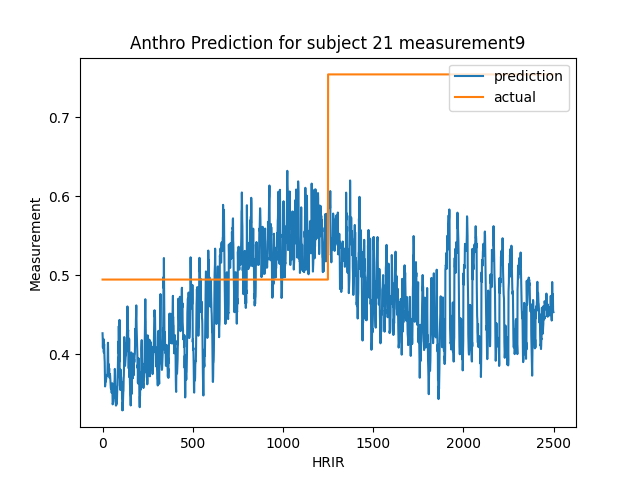 Anthro Prediction for subject 21 measurement9
prediction
actual
0.7
0.6
0.5
0.4
Measurement
0 500 1000 1500 2000 2500
HRIR